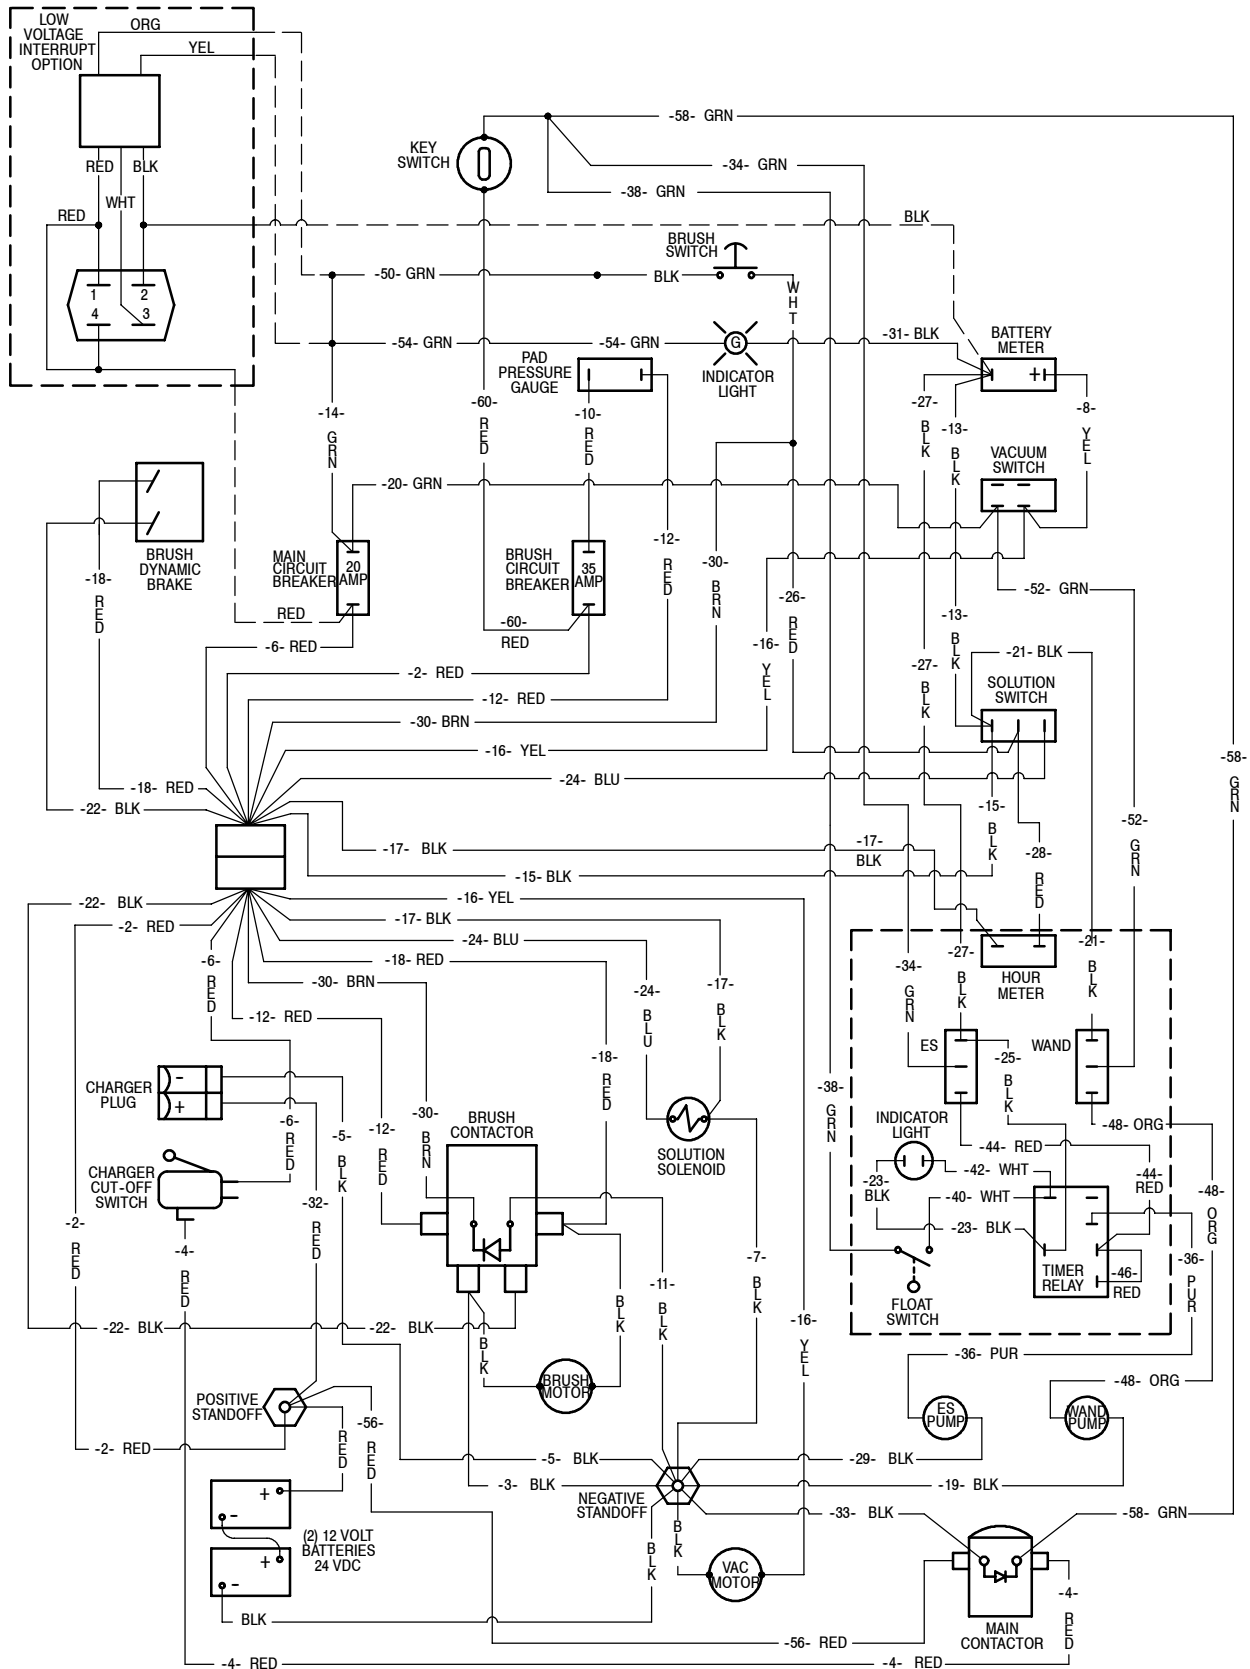 LOW
VOLTAGE
INTERRUPT
OPTION
ORG
YEL
RED
BLK
WHT
RED
1
2
4
3
KEY
SWITCH
-58- GRN
-34- GRN
-38- GRN
BLK
BRUSH
SWITCH
-50- GRN
BLK
WHT
-54- GRN
-54- GRN
G
INDICATOR
LIGHT
-31- BLK
BATTERY
METER
+
PAD
PRESSURE
GAUGE
-14- GRN
-60- RED
-10- RED
-27- BLK
-13- BLK
-8- YEL
VACUUM
SWITCH
-20- GRN
BRUSH
DYNAMIC
BRAKE
MAIN
CIRCUIT
BREAKER
20
AMP
BRUSH
CIRCUIT
BREAKER
35
AMP
-12- RED
-30- BRN
-18- RED
RED
-60-
RED
-26- RED
-52- GRN
-13- BLK
-16- YEL
-27- BLK
-21- BLK
SOLUTION
SWITCH
-6- RED
-2- RED
-12- RED
-30- BRN
-16- YEL
-24- BLU
-18- RED
-22- BLK
-58- GRN
-15- BLK
-52- GRN
-17- BLK
-17-
BLK
-28- RED
-15- BLK
-22- BLK
-2- RED
-16- YEL
-17- BLK
-24- BLU
-18- RED
-30- BRN
-12- RED
-6- RED
-27- BLK
HOUR
METER
-21- BLK
-34- GRN
-24- BLU
-17- BLK
-18- RED
ES
-25- BLK
WAND
CHARGER
PLUG
-
+
-6- RED
-5- BLK
-12- RED
-30- BRN
BRUSH
CONTACTOR
SOLUTION
SOLENOID
-38- GRN
INDICATOR
LIGHT
-48- ORG
-44- RED
-44-
RED
-42- WHT
-23-
BLK
-40- WHT
-23- BLK
-48- ORG
CHARGER
CUT-OFF
SWITCH
-32- RED
-2- RED
-4- RED
-7- BLK
-11- BLK
TIMER
RELAY
-46-
RED
-36- PUR
FLOAT
SWITCH
-22- BLK
-22- BLK
BLK
BLK
-16- YEL
-36- PUR
-48- ORG
BRUSH
MOTOR
POSITIVE
STANDOFF
-56- RED
RED
ES
PUMP
WAND
PUMP
-2- RED
-5- BLK
-29- BLK
-3- BLK
-19- BLK
NEGATIVE
STANDOFF
-33- BLK
-58- GRN
+
-
+
-
(2) 12 VOLT
BATTERIES
24 VDC
BLK
BLK
VAC
MOTOR
-4- RED
BLK
-56- RED
MAIN
CONTACTOR
-4- RED
-4- RED